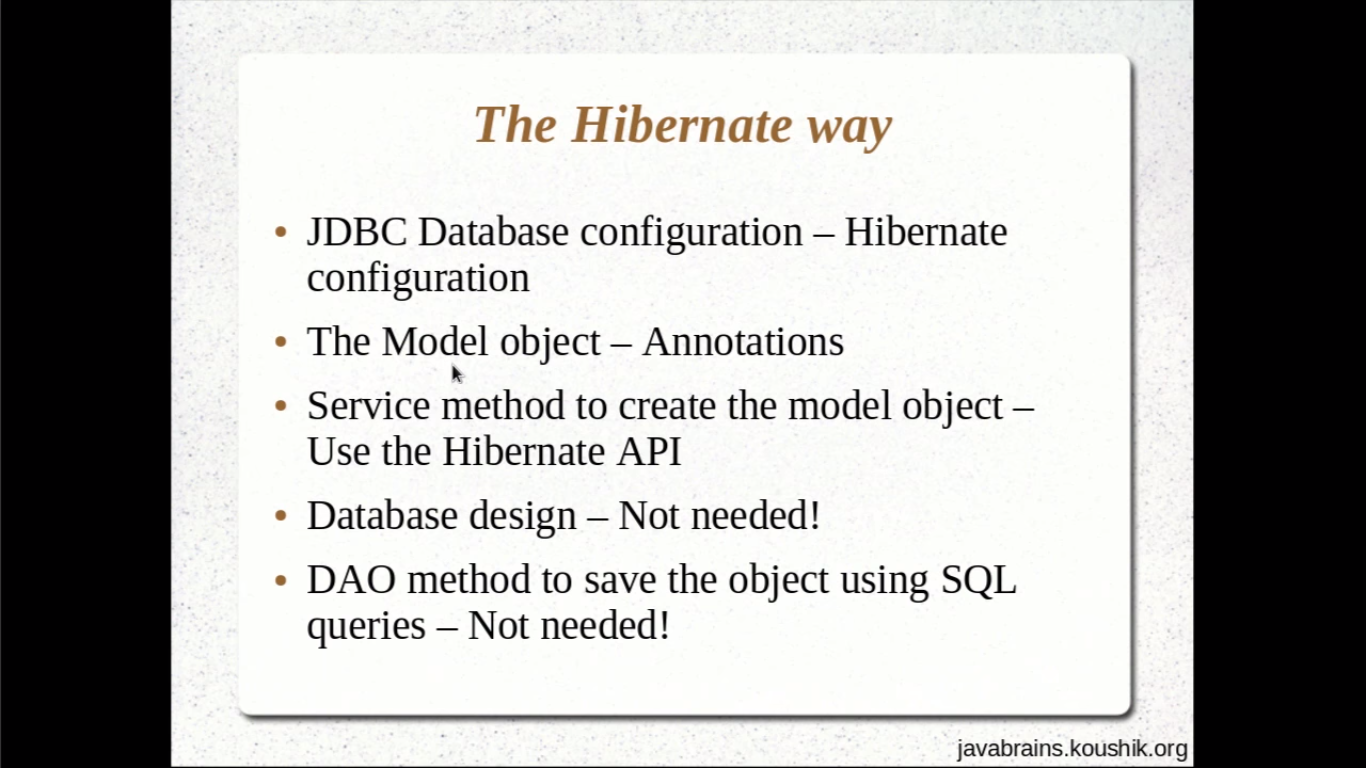 The Hibernate way
• JDBC Database configuration – Hibernate
configuration
• The Model object – Annotations
• Service method to create the model object –
Use the Hibernate API
• Database design – Not needed!
• DAO method to save the object using SQL
queries – Not needed!
javabrains.koushik.org